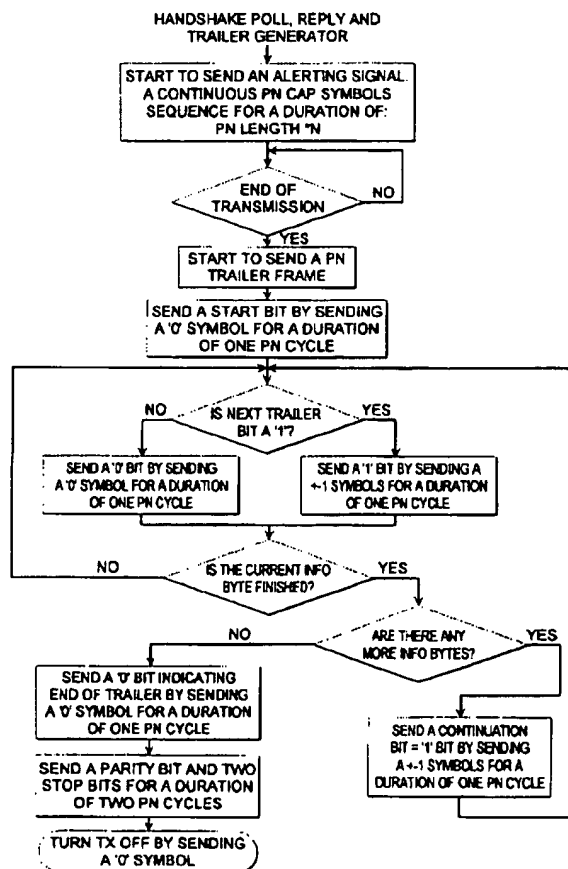 HANDSHAKE POLL, REPLY AND
TRAILER GENERATOR
START TO SEND AN ALERTING SIGNAL.
A CONTINUOUS PN CAP SYMBOLS
SEQUENCE FOR A DURATION OF:
PN LENGTH *N
END OF
TRANSMISSION
NO
YES
START TO SEND A PN
TRAILER FRAME
SEND A START BIT BY SENDING
A '0' SYMBOL FOR A DURATION
OF ONE PN CYCLE
NO
IS NEXT TRAILER
BIT A '1'?
YES
SEND A '0' BIT BY SENDING
A '0' SYMBOL FOR A DURATION
OF ONE PN CYCLE
SEND A '1' BIT BY SENDING A
+-1 SYMBOLS FOR A DURATION
OF ONE PN CYCLE
NO
IS THE CURRENT INFO
BYTE FINISHED?
YES
NO
ARE THERE ANY
MORE INFO BYTES?
YES
SEND A '0' BIT INDICATING
END OF TRAILER BY SENDING
A '0' SYMBOL FOR A DURATION
OF ONE PN CYCLE
SEND A CONTINUATION
BIT = '1' BIT BY SENDING
A +-1 SYMBOLS FOR A
DURATION OF ONE PN CYCLE
SEND A PARITY BIT AND TWO
STOP BITS FOR A DURATION
OF TWO PN CYCLES
TURN TX OFF BY SENDING
A '0' SYMBOL